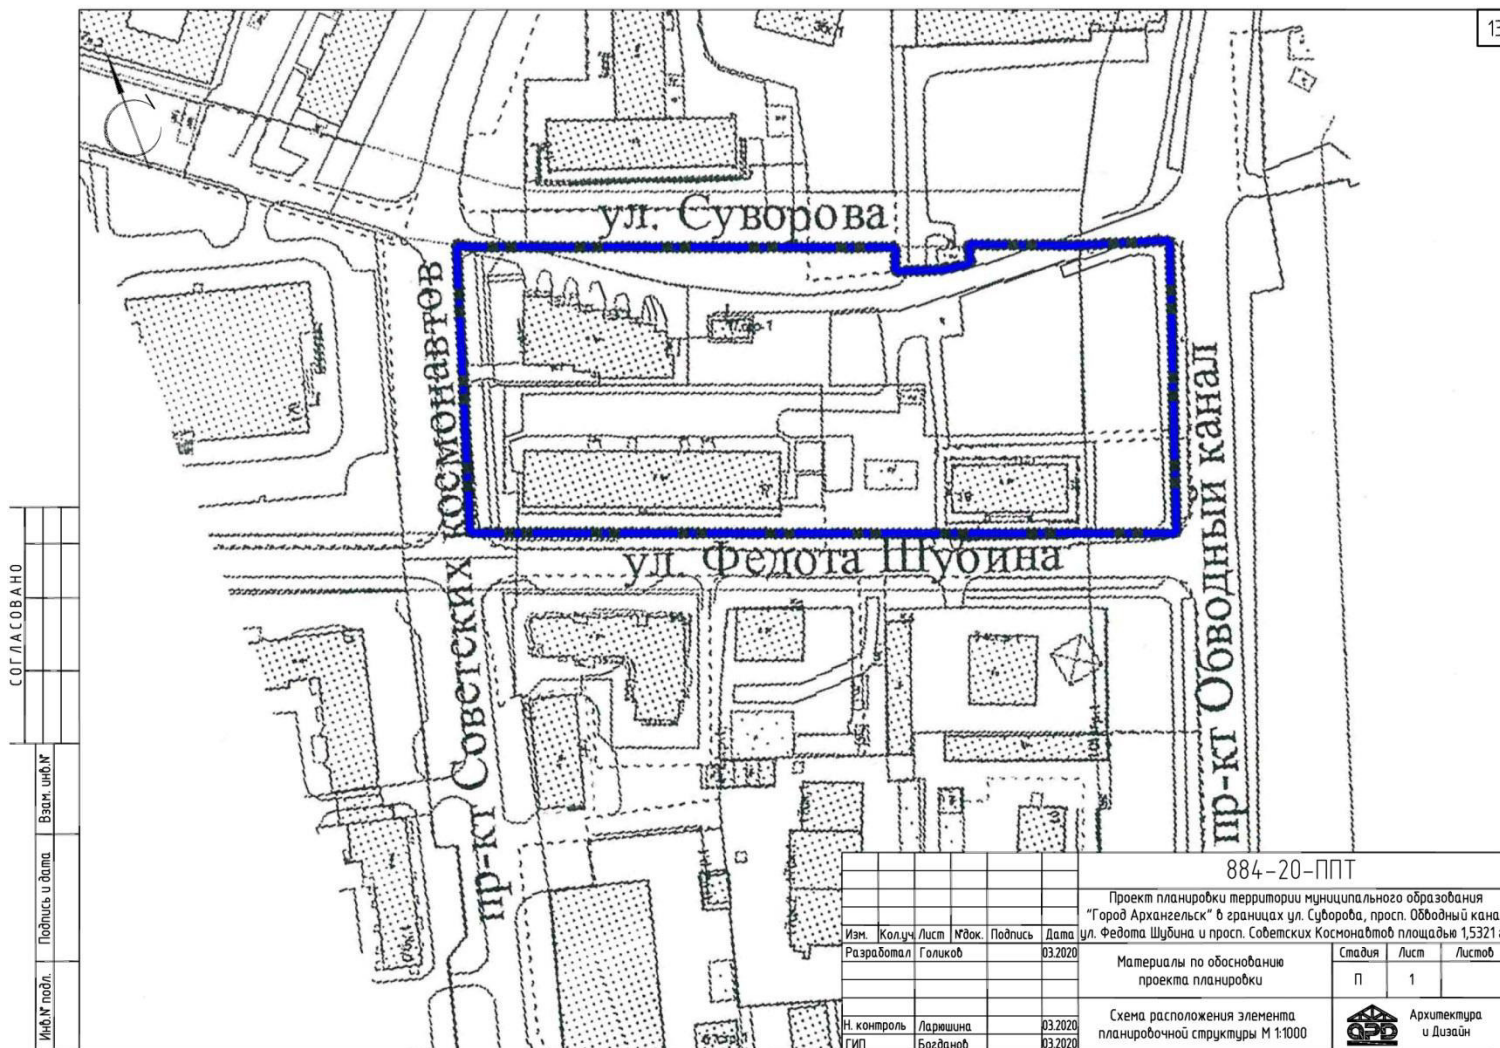 13
С
ул. Суворова
пр-кт Советских космонавтов
ул. Федота Шубина
пр-кт Обводный канал
СОГЛАСОВАНО
Взам. инв.№
Подпись и дата
Инв.№ подл.
884-20-ППТ
Проект планировки территории муниципального образования
"Город Архангельск" в границах ул. Суворова, просп. Обводный кана
ул. Федота Шубина и просп. Советских Космонавтов площадью 1,5321
Изм. Кол.уч Лист №док. Подпись Дата
Разработал Голиков 03.2020
Материалы по обоснованию
проекта планировки
Стадия Лист Листов
П 1
Н. контроль Ларюшина 03.2020
ГИП Богданов 03.2020
Схема расположения элемента
планировочной структуры М 1:1000
Архитектура
и Дизайн